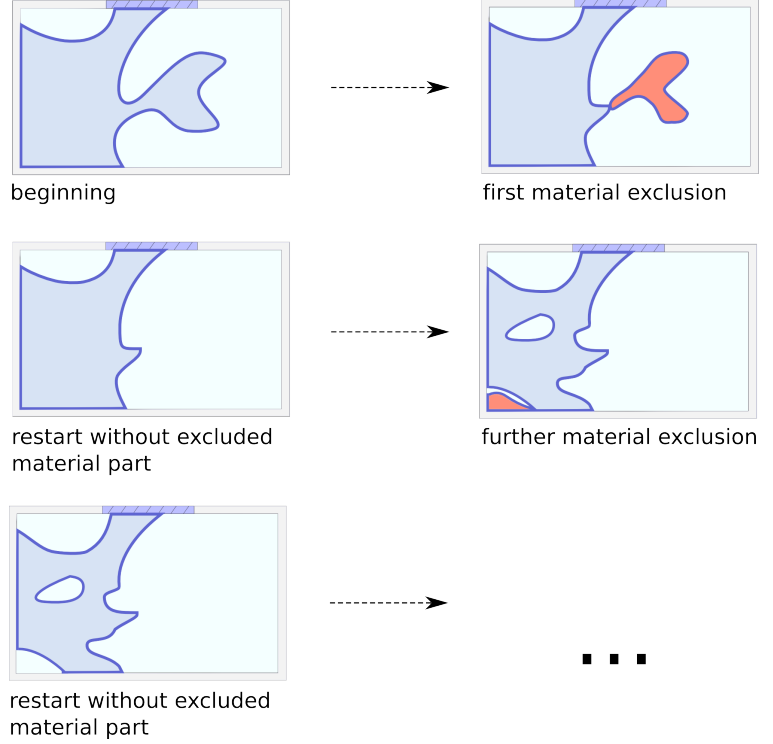 beginning
first material exclusion
restart without excluded
material part
further material exclusion
restart without excluded
material part
...